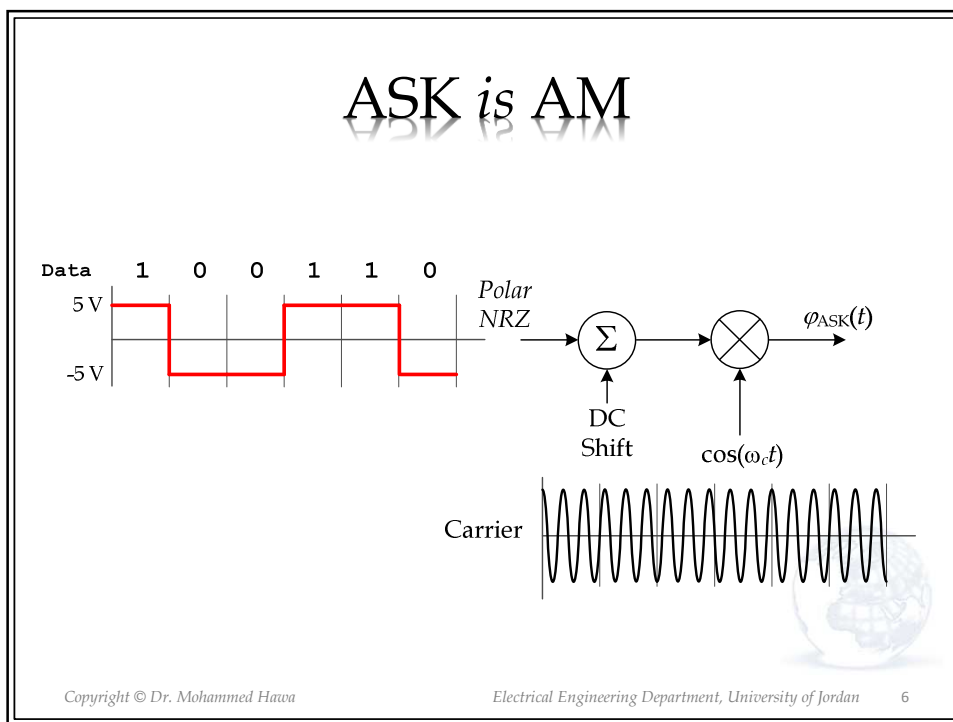 ASK is AM
Data 1 0 0 1 1 0
5 V
-5 V
Polar
NRZ
Σ
φASK(t)
DC
Shift
cos(ωct)
Carrier
Copyright © Dr. Mohammed Hawa
Electrical Engineering Department, University of Jordan 6